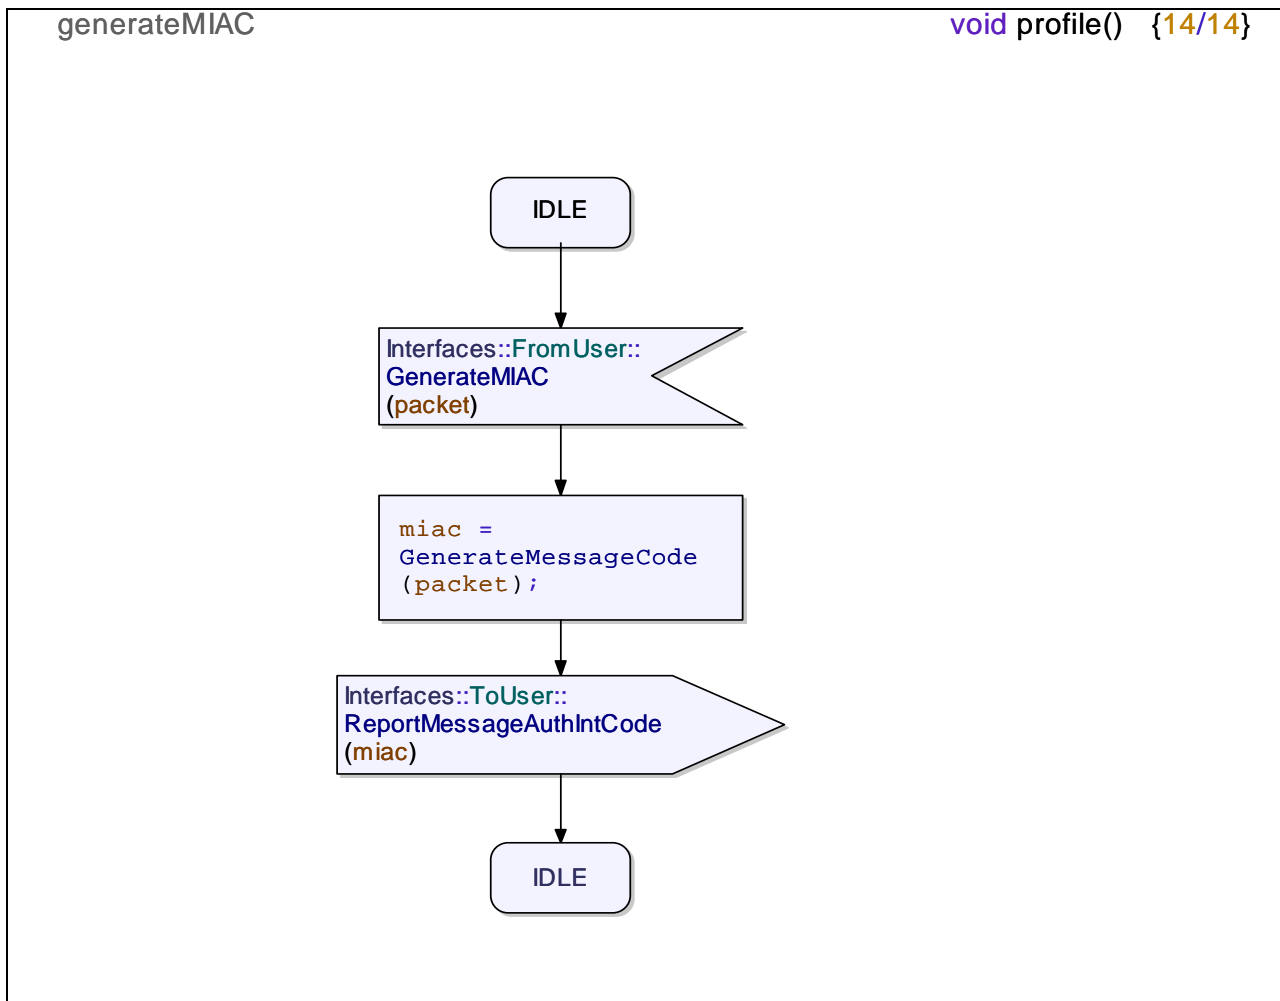 generateMIAC
void profile() {14/14}
IDLE
Interfaces::FromUser::
GenerateMIAC
(packet)
miac =
GenerateMessageCode
(packet);
Interfaces::ToUser::
ReportMessageAuthIntCode
(miac)
IDLE